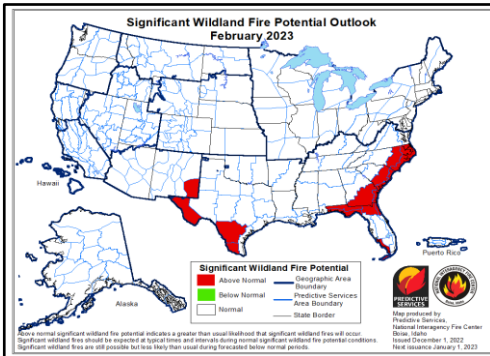 Significant Wildland Fire Potential Outlook
February 2023
Hawaii
Alaska
Puerto Rico
Significant Wildland Fire Potential
Above Normal
Below Normal
Normal
Geographic Area
Boundary
Predictive Services
Area Boundary
State Border
PREDICTIVE
SERVICES
Map produced by
Predictive Services,
National Interagency Fire Center
Boise, Idaho
Issued December 1, 2022
Next issuance January 1, 2023
Above normal significant wildland fire potential indicates a greater than usual likelihood that significant wildland fires will occur.
Significant wildland fires should be expected at typical times and intervals during normal significant wildland fire potential conditions.
Significant wildland fires are still possible but less likely than usual during forecasted below normal periods.